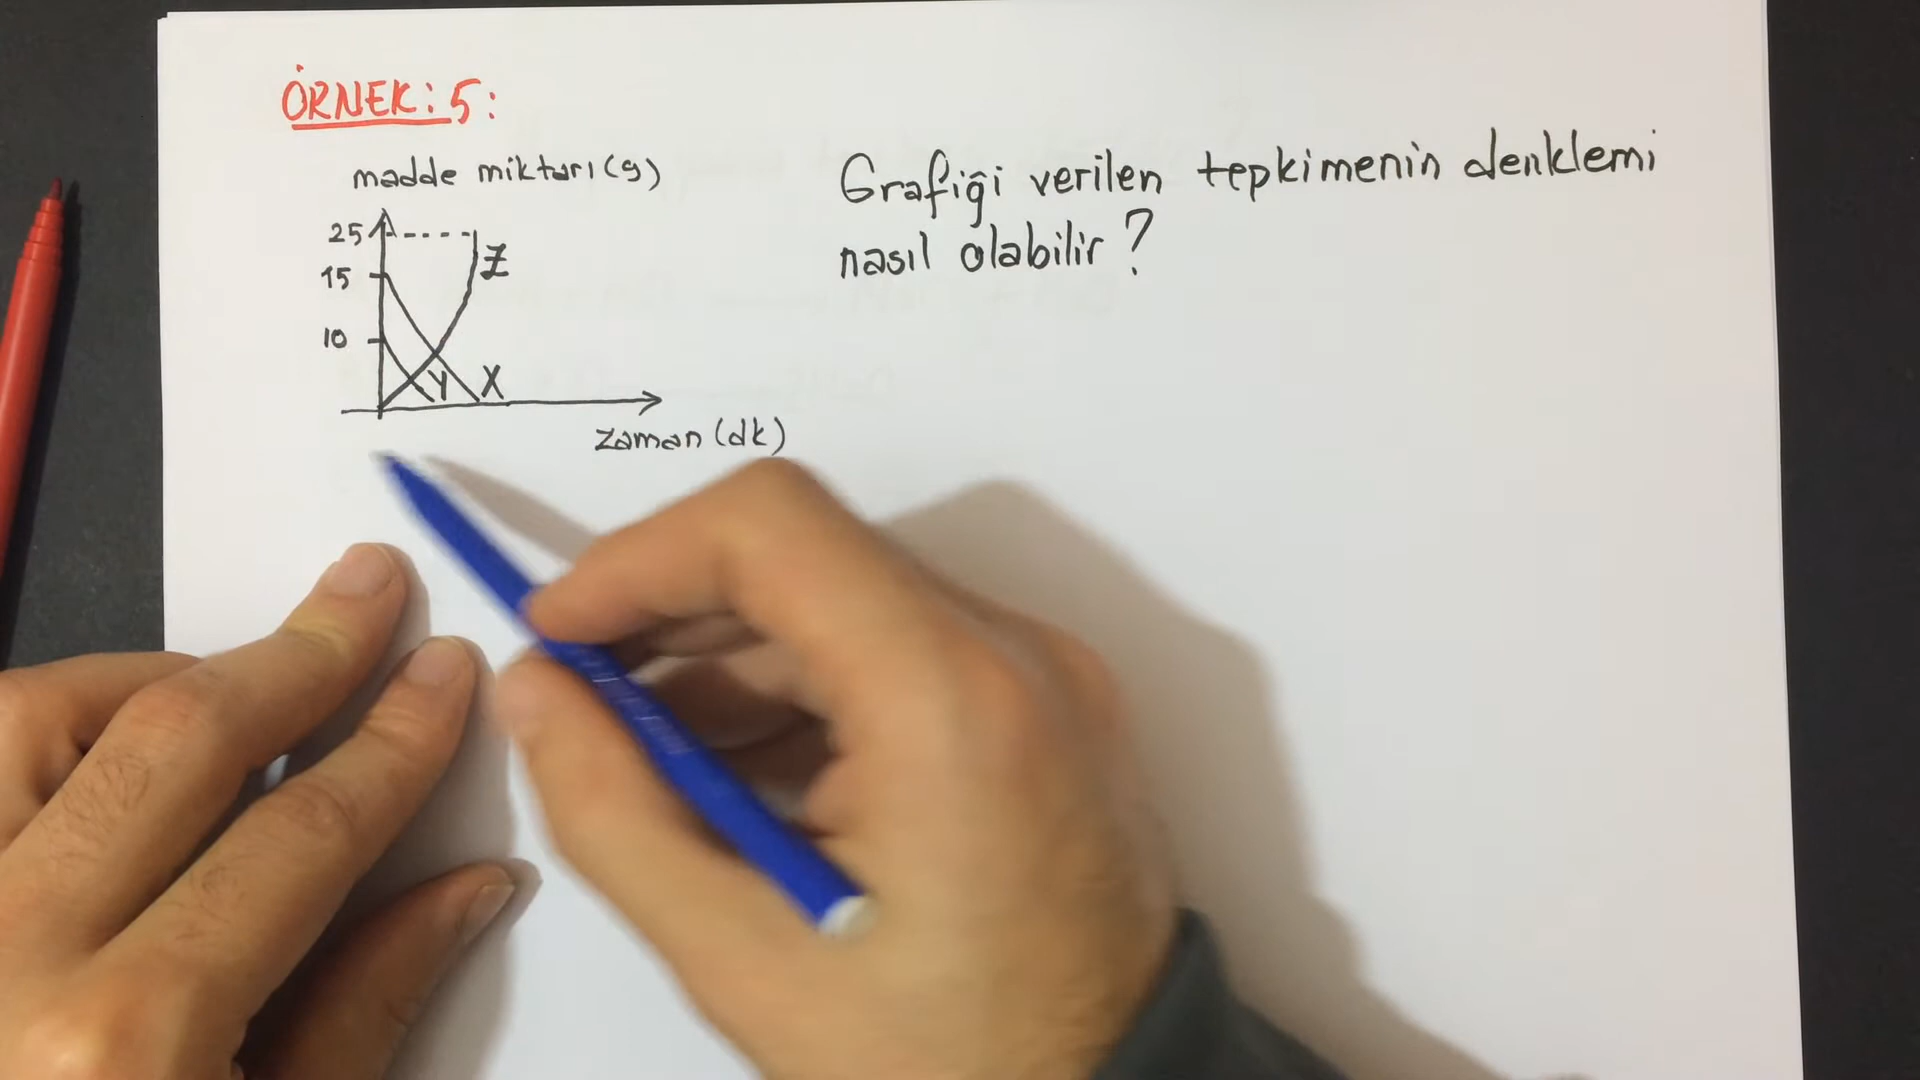 ÖRNEK: 5:
madde miktarı (g)
25
15
10
Z
Y
X
zaman (dk)
Grafiği verilen tepkimenin denklemi
nasıl olabilir?